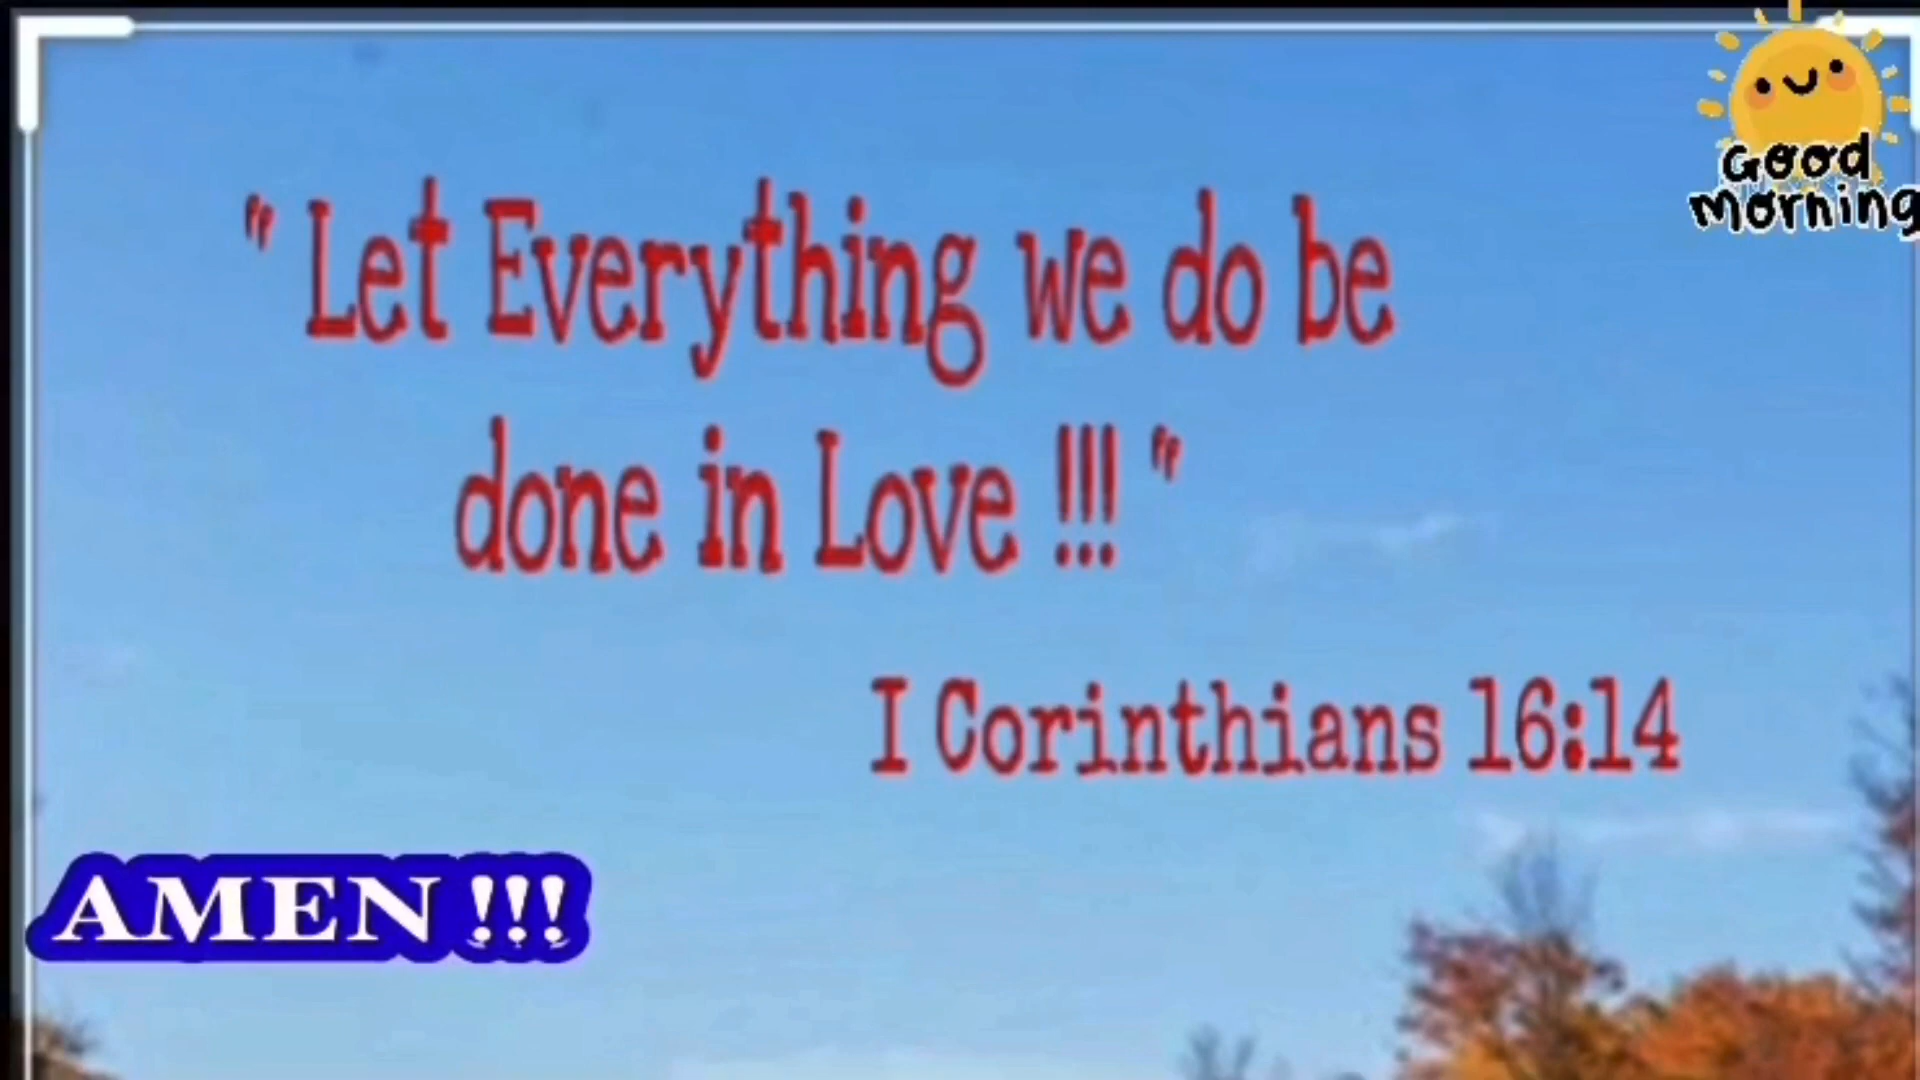 Good
morning
" Let Everything we do be
done in Love !!! "
I Corinthians 16:14
AMEN !!!